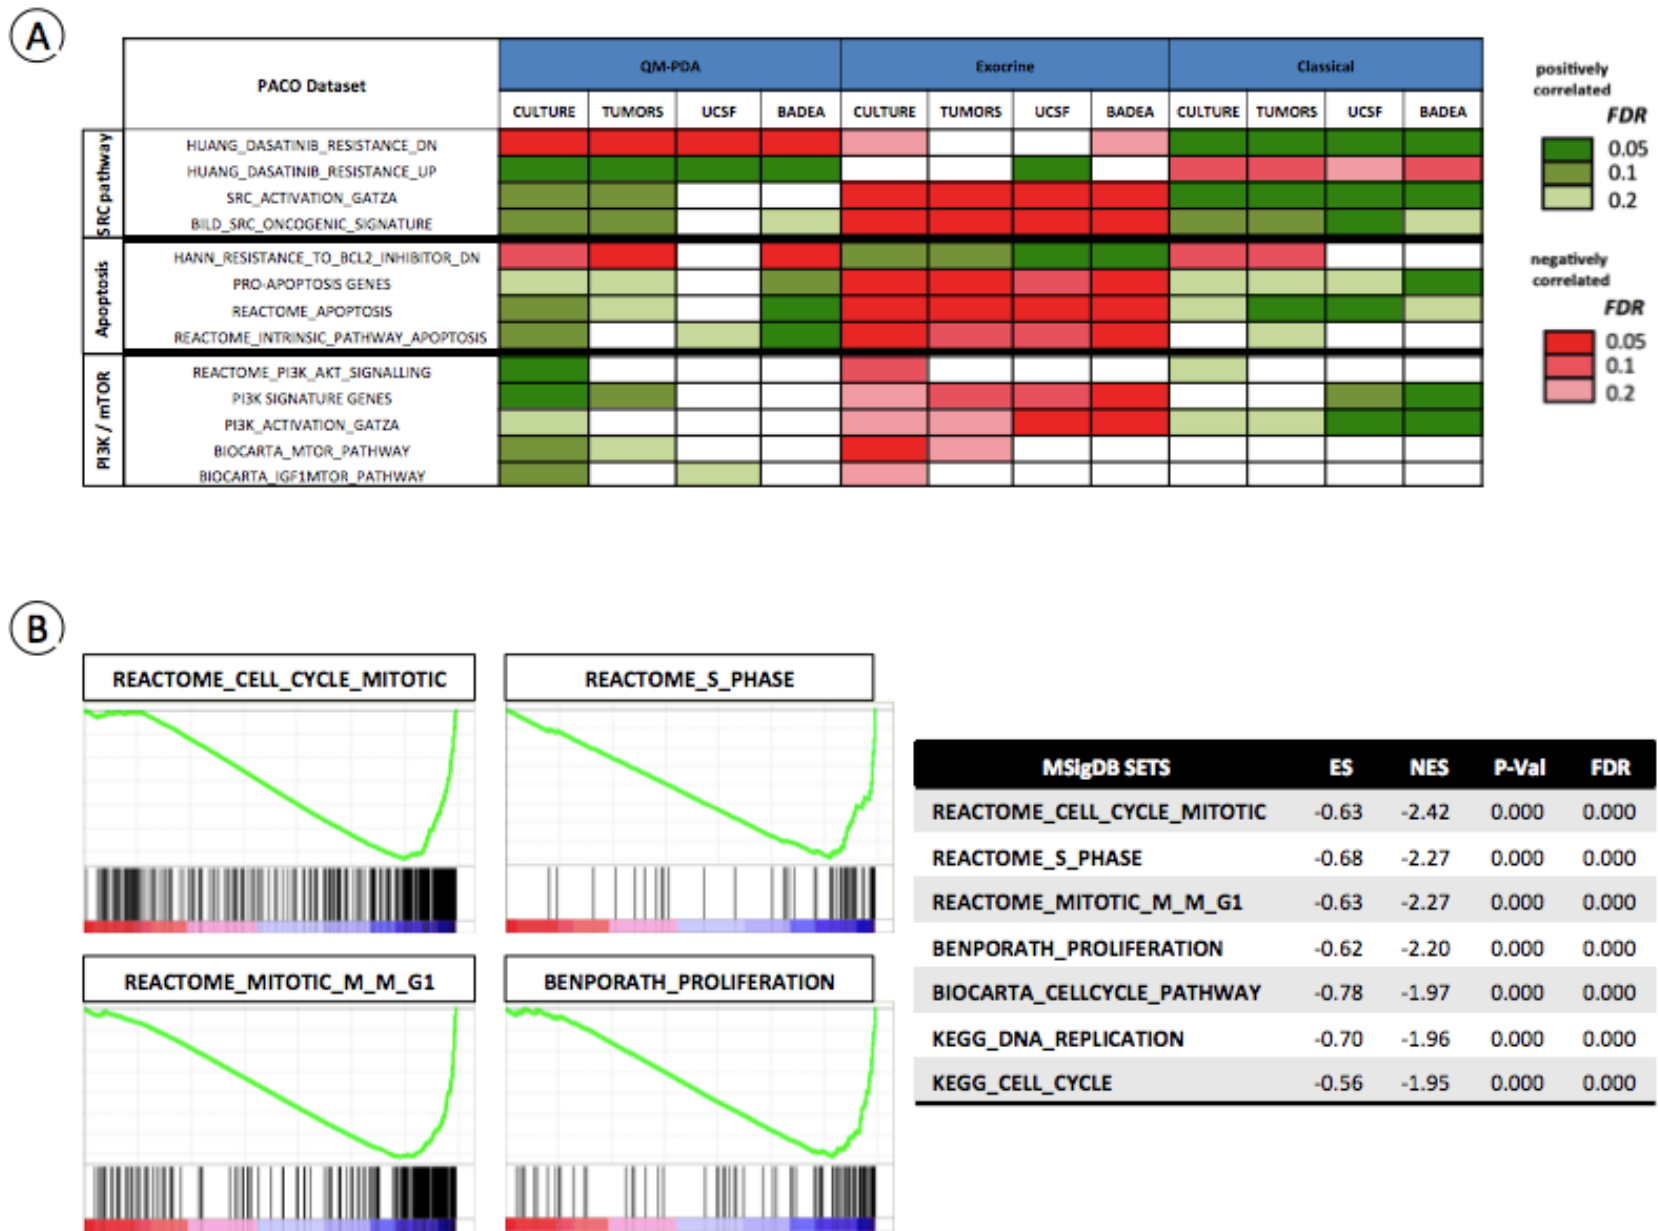 A
PACO Dataset
QM-PDA
Exocrine
Classical
CULTURE TUMORS UCSF BADEA CULTURE TUMORS UCSF BADEA CULTURE TUMORS UCSF BADEA
SRC pathway
HUANG_DASATINIB_RESISTANCE_DN
HUANG_DASATINIB_RESISTANCE_UP
SRC_ACTIVATION_GATZA
BILD_SRC_ONCOGENIC_SIGNATURE
Apoptosis
HANN_RESISTANCE_TO_BCL2_INHIBITOR_DN
PRO-APOPTOSIS GENES
REACTOME_APOPTOSIS
REACTOME_INTRINSIC_PATHWAY_APOPTOSIS
PI3K / mTOR
REACTOME_PI3K_AKT_SIGNALLING
PI3K SIGNATURE GENES
PI3K_ACTIVATION_GATZA
BIOCARTA_MTOR_PATHWAY
BIOCARTA_IGF1MTOR_PATHWAY
positively
correlated
FDR
0.05
0.1
0.2
negatively
correlated
FDR
0.05
0.1
0.2
B
REACTOME_CELL_CYCLE_MITOTIC
REACTOME_S_PHASE
REACTOME_MITOTIC_M_M_G1
BENPORATH_PROLIFERATION
MSigDB SETS ES NES P-Val FDR
REACTOME_CELL_CYCLE_MITOTIC -0.63 -2.42 0.000 0.000
REACTOME_S_PHASE -0.68 -2.27 0.000 0.000
REACTOME_MITOTIC_M_M_G1 -0.63 -2.27 0.000 0.000
BENPORATH_PROLIFERATION -0.62 -2.20 0.000 0.000
BIOCARTA_CELLCYCLE_PATHWAY -0.78 -1.97 0.000 0.000
KEGG_DNA_REPLICATION -0.70 -1.96 0.000 0.000
KEGG_CELL_CYCLE -0.56 -1.95 0.000 0.000